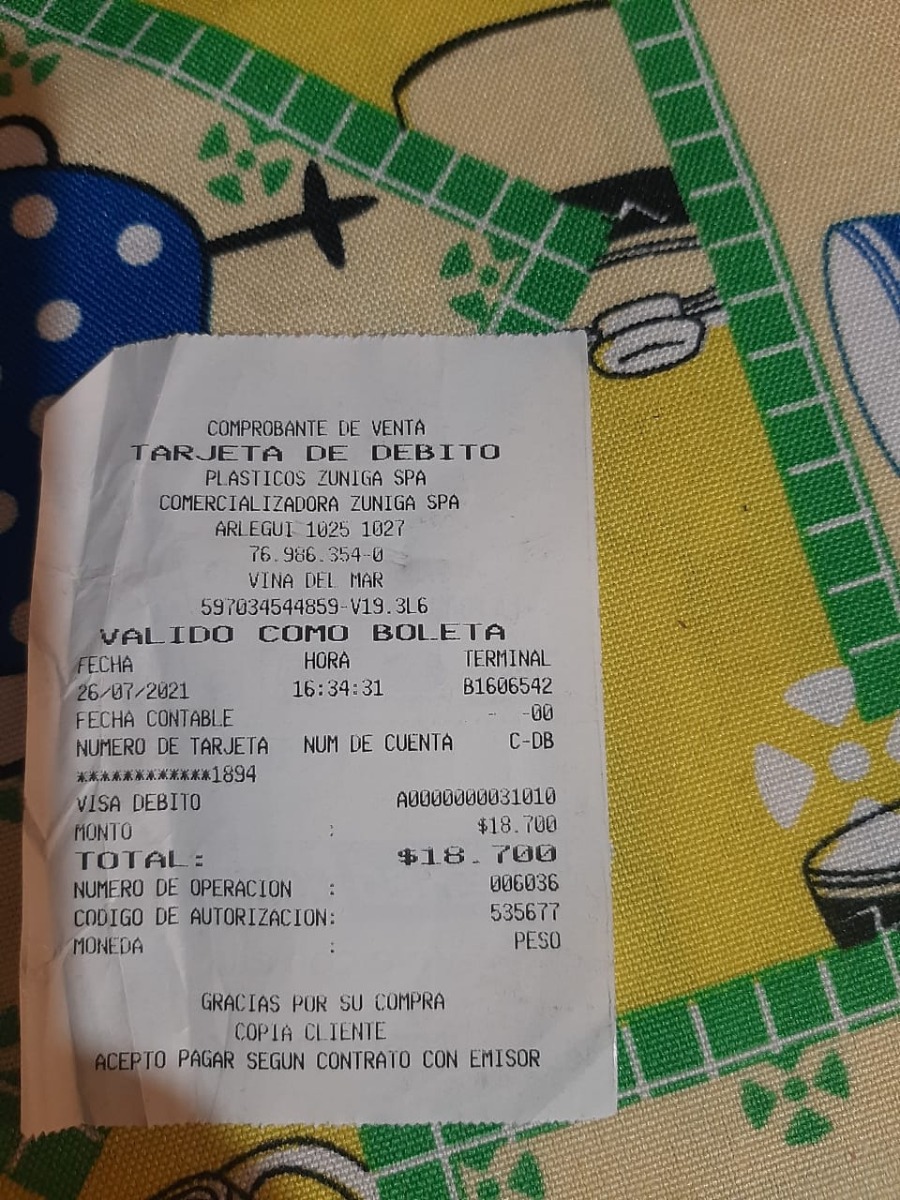 COMPROBANTE DE VENTA
TARJETA DE DEBITO
PLASTICOS ZUNIGA SPA
COMERCIALIZADORA ZUNIGA SPA
ARLEGUI 1025 1027
76.986.354-0
VINA DEL MAR
597034544859-V19.3L6
VALIDO COMO BOLETA
FECHA HORA TERMINAL
26/07/2021 16:34:31 B1606542
FECHA CONTABLE - -00
NUMERO DE TARJETA NUM DE CUENTA C-DB
************1894
VISA DEBITO A0000000031010
MONTO : $18.700
TOTAL: $18.700
NUMERO DE OPERACION : 006036
CODIGO DE AUTORIZACION: 535677
MONEDA : PESO
GRACIAS POR SU COMPRA
COPIA CLIENTE
ACEPTO PAGAR SEGUN CONTRATO CON EMISOR